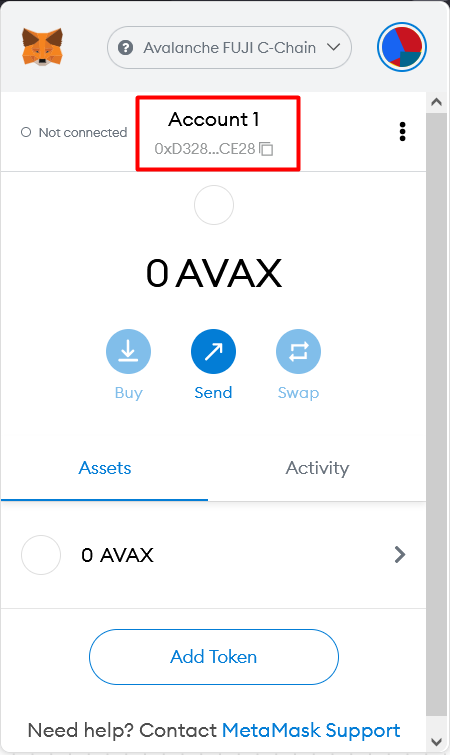 Avalanche FUJI C-Chain
Not connected
Account 1
0xD328...CE28
0 AVAX
Buy
Send
Swap
Assets
Activity
0 AVAX
Add Token
Need help? Contact MetaMask Support